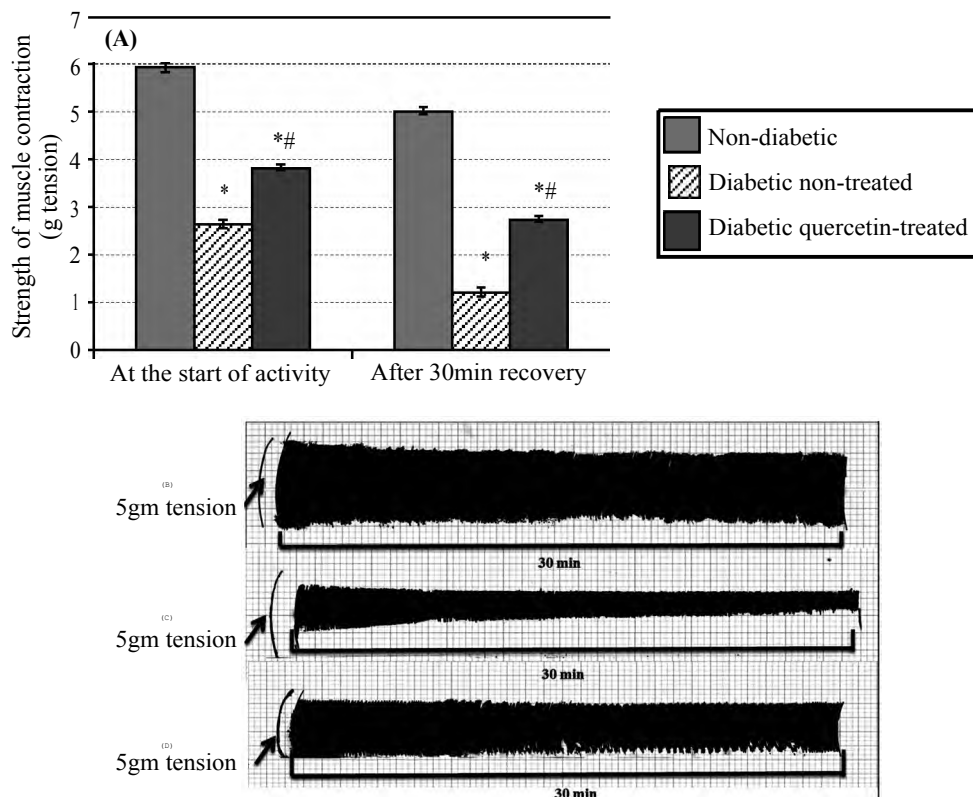 7
(A)
6
5
4
3
2
1
0
Strength of muscle contraction
(g tension)
*
*#
*
*#
At the start of activity
After 30min recovery
Non-diabetic
Diabetic non-treated
Diabetic quercetin-treated
(B)
5gm tension
30 min
(C)
5gm tension
30 min
(D)
5gm tension
30 min